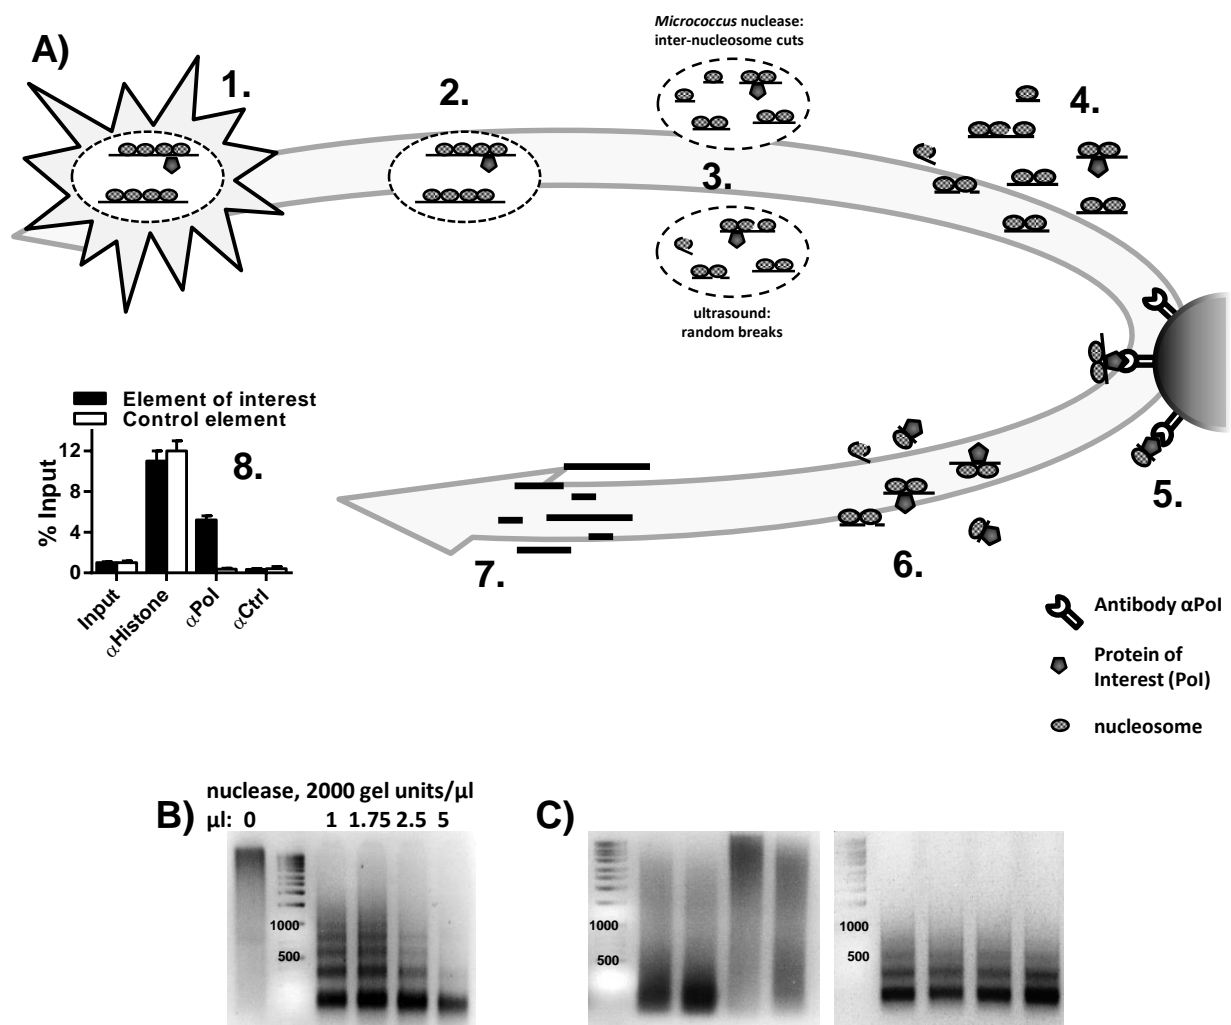 A)
1.
2.
Micrococcus nuclease:
inter-nucleosome cuts
3.
ultrasound:
random breaks
4.
5.
6.
7.
8.
Element of interest
Control element
% Input
12
8
4
0
Input
αHistone
αPoI
αCtrl
Antibody αPoI
Protein of
Interest (PoI)
nucleosome
B)
nuclease, 2000 gel units/µl
µl: 0 1 1.75 2.5 5
1000
500
C)
1000
500
1000
500